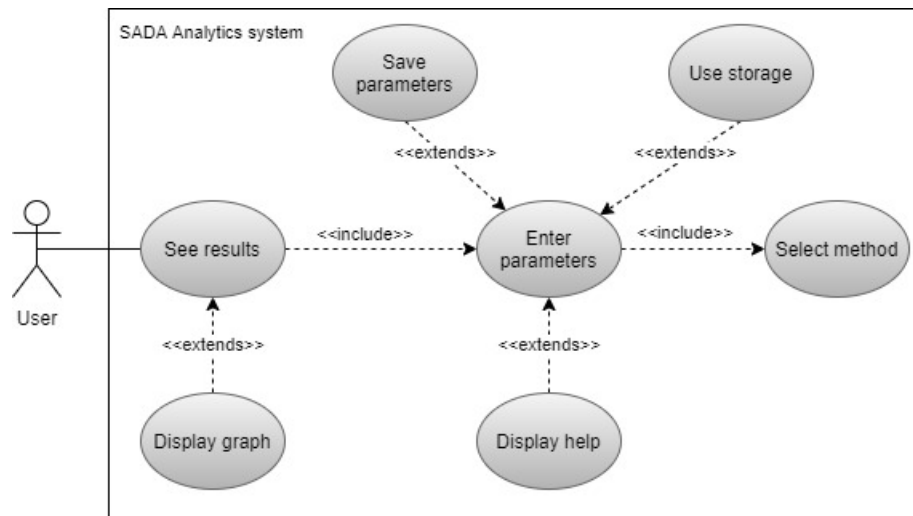 SADA Analytics system
Save
parameters
Use storage
<<extends>>
<<extends>>
See results
<<include>>
Enter
parameters
<<include>>
Select method
User
<<extends>>
<<extends>>
Display graph
Display help